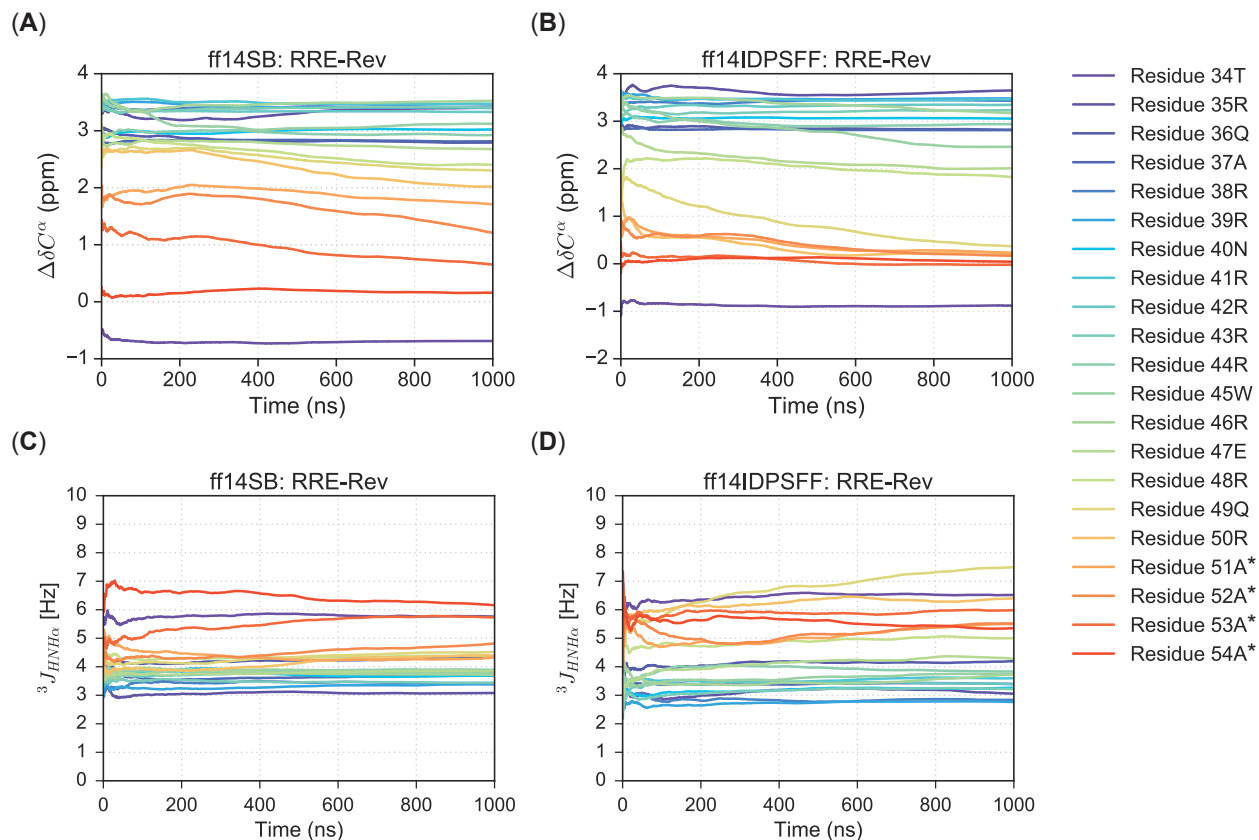 (A)
ff14SB: RRE-Rev
ΔδCᵅ (ppm)
4
3
2
1
0
−1
0 200 400 600 800 1000
Time (ns)
(B)
ff14IDPSFF: RRE-Rev
ΔδCᵅ (ppm)
4
3
2
1
0
−1
−2
0 200 400 600 800 1000
Time (ns)
(C)
ff14SB: RRE-Rev
³J_HNHα [Hz]
10
9
8
7
6
5
4
3
2
1
0
0 200 400 600 800 1000
Time (ns)
(D)
ff14IDPSFF: RRE-Rev
³J_HNHα [Hz]
10
9
8
7
6
5
4
3
2
1
0
0 200 400 600 800 1000
Time (ns)
Residue 34T
Residue 35R
Residue 36Q
Residue 37A
Residue 38R
Residue 39R
Residue 40N
Residue 41R
Residue 42R
Residue 43R
Residue 44R
Residue 45W
Residue 46R
Residue 47E
Residue 48R
Residue 49Q
Residue 50R
Residue 51A*
Residue 52A*
Residue 53A*
Residue 54A*